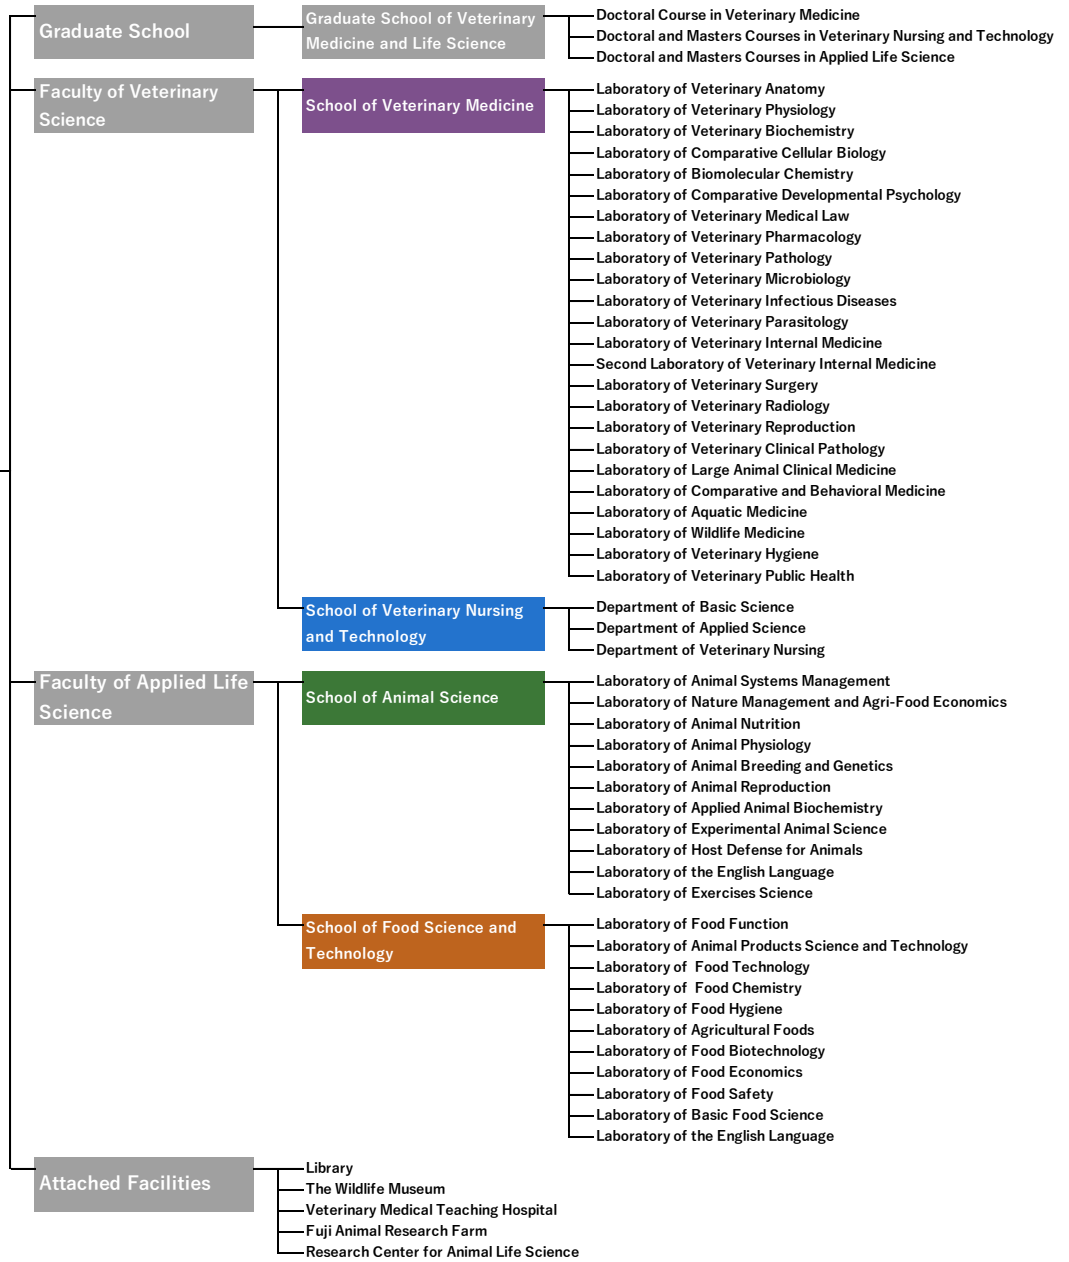 Graduate School
Graduate School of Veterinary
Medicine and Life Science
Doctoral Course in Veterinary Medicine
Doctoral and Masters Courses in Veterinary Nursing and Technology
Doctoral and Masters Courses in Applied Life Science
Faculty of Veterinary
Science
School of Veterinary Medicine
Laboratory of Veterinary Anatomy
Laboratory of Veterinary Physiology
Laboratory of Veterinary Biochemistry
Laboratory of Comparative Cellular Biology
Laboratory of Biomolecular Chemistry
Laboratory of Comparative Developmental Psychology
Laboratory of Veterinary Medical Law
Laboratory of Veterinary Pharmacology
Laboratory of Veterinary Pathology
Laboratory of Veterinary Microbiology
Laboratory of Veterinary Infectious Diseases
Laboratory of Veterinary Parasitology
Laboratory of Veterinary Internal Medicine
Second Laboratory of Veterinary Internal Medicine
Laboratory of Veterinary Surgery
Laboratory of Veterinary Radiology
Laboratory of Veterinary Reproduction
Laboratory of Veterinary Clinical Pathology
Laboratory of Large Animal Clinical Medicine
Laboratory of Comparative and Behavioral Medicine
Laboratory of Aquatic Medicine
Laboratory of Wildlife Medicine
Laboratory of Veterinary Hygiene
Laboratory of Veterinary Public Health
School of Veterinary Nursing
and Technology
Department of Basic Science
Department of Applied Science
Department of Veterinary Nursing
Faculty of Applied Life
Science
School of Animal Science
Laboratory of Animal Systems Management
Laboratory of Nature Management and Agri-Food Economics
Laboratory of Animal Nutrition
Laboratory of Animal Physiology
Laboratory of Animal Breeding and Genetics
Laboratory of Animal Reproduction
Laboratory of Applied Animal Biochemistry
Laboratory of Experimental Animal Science
Laboratory of Host Defense for Animals
Laboratory of the English Language
Laboratory of Exercises Science
School of Food Science and
Technology
Laboratory of Food Function
Laboratory of Animal Products Science and Technology
Laboratory of  Food Technology
Laboratory of  Food Chemistry
Laboratory of Food Hygiene
Laboratory of Agricultural Foods
Laboratory of Food Biotechnology
Laboratory of Food Economics
Laboratory of Food Safety
Laboratory of Basic Food Science
Laboratory of the English Language
Attached Facilities
Library
The Wildlife Museum
Veterinary Medical Teaching Hospital
Fuji Animal Research Farm
Research Center for Animal Life Science